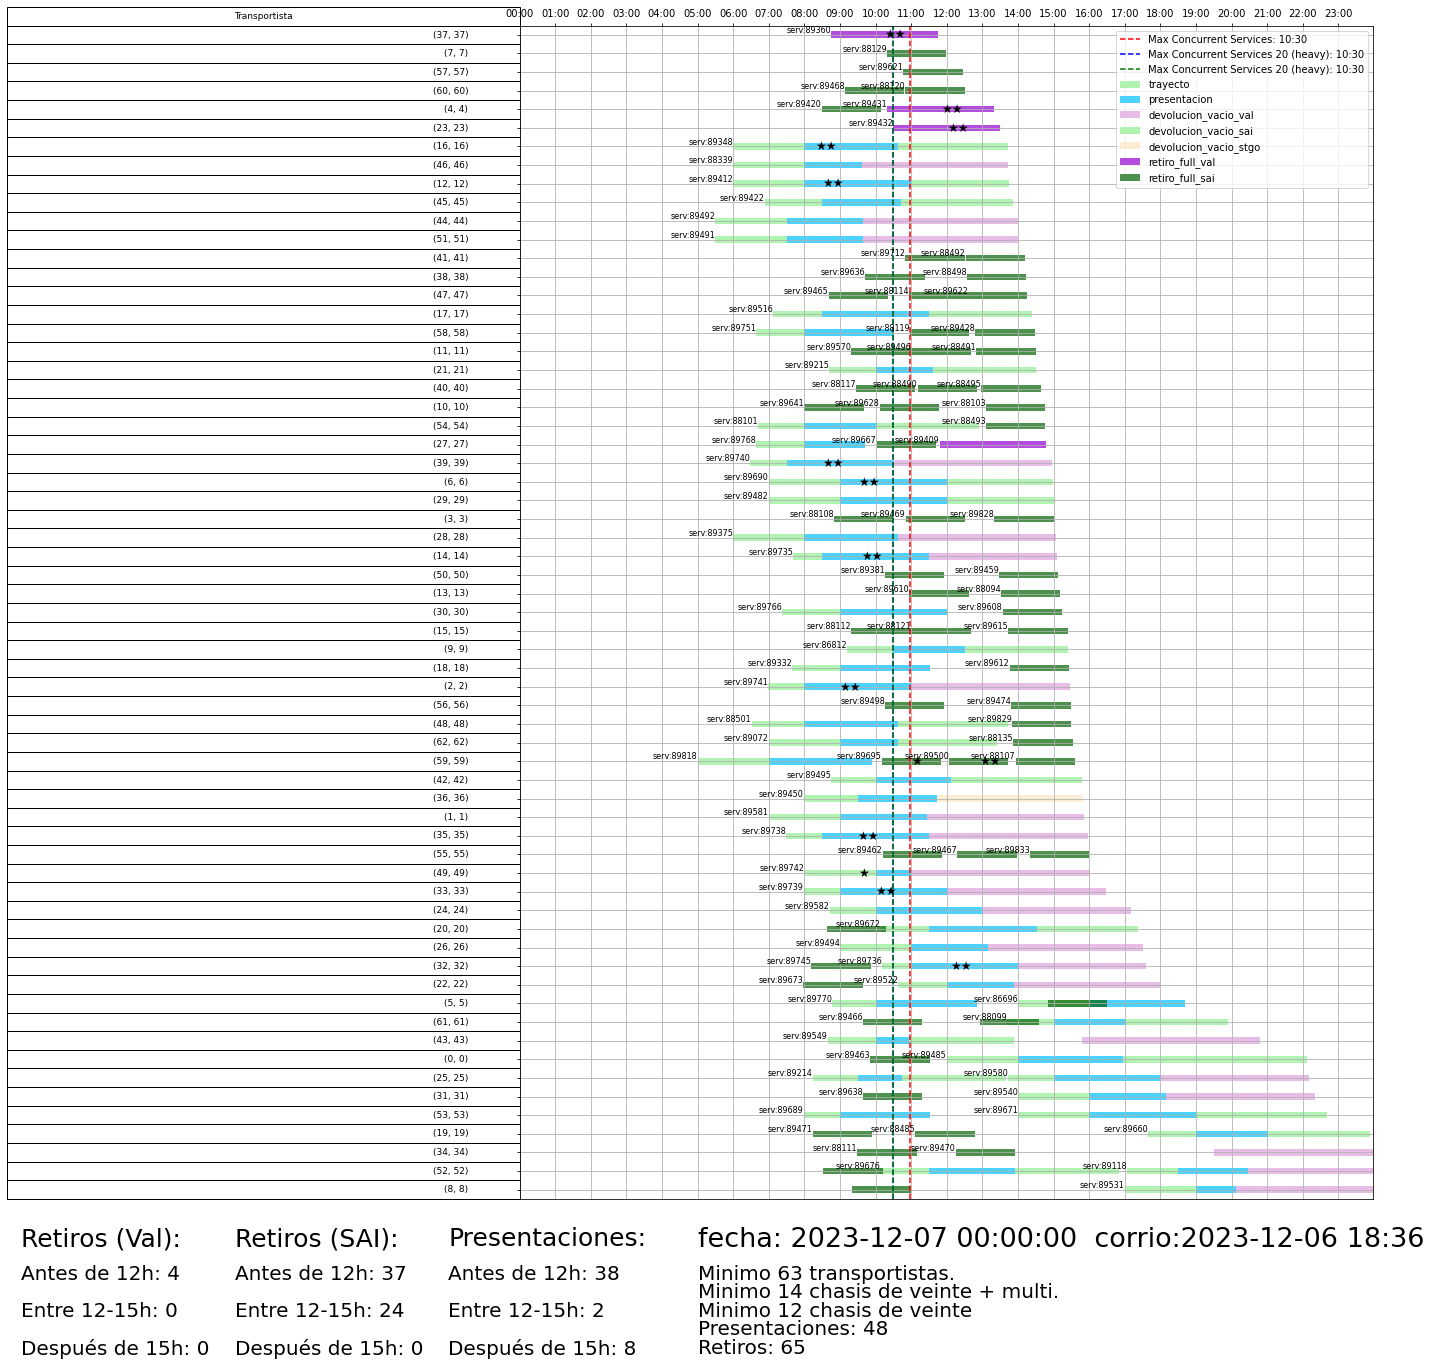 Transportista
00:00 01:00 02:00 03:00 04:00 05:00 06:00 07:00 08:00 09:00 10:00 11:00 12:00 13:00 14:00 15:00 16:00 17:00 18:00 19:00 20:00 21:00 22:00 23:00
Max Concurrent Services: 10:30
Max Concurrent Services 20 (heavy): 10:30
Max Concurrent Services 20 (heavy): 10:30
trayecto
presentacion
devolucion_vacio_val
devolucion_vacio_sai
devolucion_vacio_stgo
retiro_full_val
retiro_full_sai
(37, 37) serv:89360
(7, 7) serv:88129
(57, 57) serv:89621
(60, 60) serv:89468 serv:88120
(4, 4) serv:89420 serv:89431
(23, 23) serv:89432
(16, 16) serv:89348
(46, 46) serv:88339
(12, 12) serv:89412
(45, 45) serv:89422
(44, 44) serv:89492
(51, 51) serv:89491
(41, 41) serv:89712 serv:88492
(38, 38) serv:89636 serv:88498
(47, 47) serv:89465 serv:88114 serv:89622
(17, 17) serv:89516
(58, 58) serv:89751 serv:88119 serv:89428
(11, 11) serv:89570 serv:89496 serv:88491
(21, 21) serv:89215
(40, 40) serv:88117 serv:88490 serv:88495
(10, 10) serv:89641 serv:89628 serv:88103
(54, 54) serv:88101 serv:88493
(27, 27) serv:89768 serv:89667 serv:89409
(39, 39) serv:89740
(6, 6) serv:89690
(29, 29) serv:89482
(3, 3) serv:88108 serv:89469 serv:89828
(28, 28) serv:89375
(14, 14) serv:89735
(50, 50) serv:89381 serv:89459
(13, 13) serv:89610 serv:88094
(30, 30) serv:89766 serv:89608
(15, 15) serv:88112 serv:88121 serv:89615
(9, 9) serv:86812
(18, 18) serv:89332 serv:89612
(2, 2) serv:89741
(56, 56) serv:89498 serv:89474
(48, 48) serv:88501 serv:89829
(62, 62) serv:89072 serv:88135
(59, 59) serv:89818 serv:89695 serv:89500 serv:88107
(42, 42) serv:89495
(36, 36) serv:89450
(1, 1) serv:89581
(35, 35) serv:89738
(55, 55) serv:89462 serv:89467 serv:89833
(49, 49) serv:89742
(33, 33) serv:89739
(24, 24) serv:89582
(20, 20) serv:89672
(26, 26) serv:89494
(32, 32) serv:89745 serv:89736
(22, 22) serv:89673 serv:89522
(5, 5) serv:89770 serv:86696
(61, 61) serv:89466 serv:88099
(43, 43) serv:89549
(0, 0) serv:89463 serv:89485
(25, 25) serv:89214 serv:89580
(31, 31) serv:89638 serv:89540
(53, 53) serv:89689 serv:89671
(19, 19) serv:89471 serv:88485 serv:89660
(34, 34) serv:88111 serv:89470
(52, 52) serv:89676 serv:89118
(8, 8) serv:89531
Retiros (Val):
Antes de 12h: 4
Entre 12-15h: 0
Después de 15h: 0
Retiros (SAI):
Antes de 12h: 37
Entre 12-15h: 24
Después de 15h: 0
Presentaciones:
Antes de 12h: 38
Entre 12-15h: 2
Después de 15h: 8
fecha: 2023-12-07 00:00:00 corrio:2023-12-06 18:36
Minimo 63 transportistas.
Minimo 14 chasis de veinte + multi.
Minimo 12 chasis de veinte
Presentaciones: 48
Retiros: 65